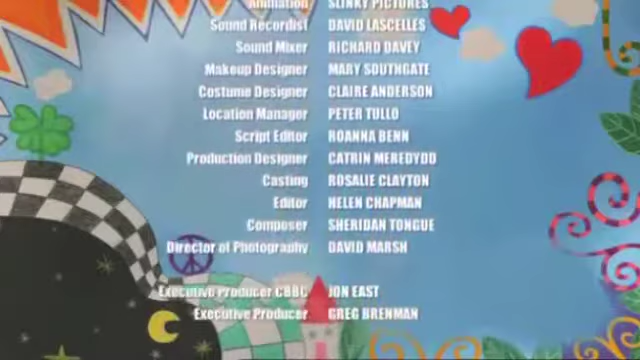 Animation SLINKY PICTURES
Sound Recordist DAVID LASCELLES
Sound Mixer RICHARD DAVEY
Makeup Designer MARY SOUTHGATE
Costume Designer CLAIRE ANDERSON
Location Manager PETER TULLO
Script Editor ROANNA BENN
Production Designer CATRIN MEREDYDD
Casting ROSALIE CLAYTON
Editor HELEN CHAPMAN
Composer SHERIDAN TONGUE
Director of Photography DAVID MARSH
Executive Producer CBBC JON EAST
Executive Producer GREG BRENMAN